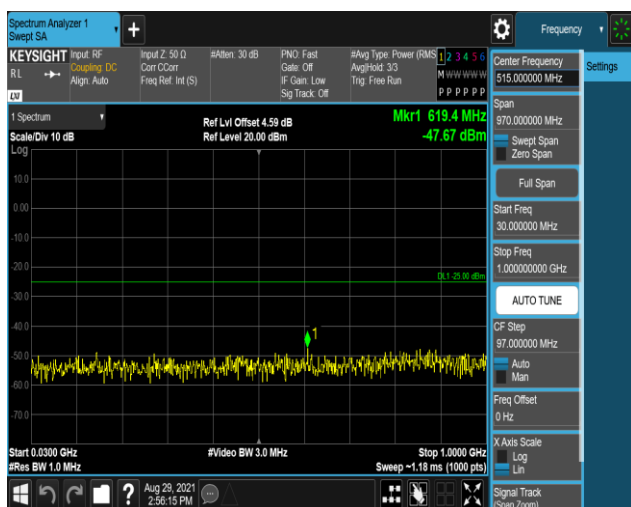 Spectrum Analyzer 1
Swept SA
Frequency
KEYSIGHT
RL
Input: RF
Coupling: DC
Align: Auto
Input Z: 50 Ω
Corr CCorr
Freq Ref: Int (S)
#Atten: 30 dB
PNO: Fast
Gate: Off
IF Gain: Low
Sig Track: Off
#Avg Type: Power (RMS
Avg|Hold: 3/3
Trig: Free Run
1 2 3 4 5 6
M W W W W W
P P P P P P
1 Spectrum
Scale/Div 10 dB
Log
Ref Lvl Offset 4.59 dB
Ref Level 20.00 dBm
Mkr1 619.4 MHz
-47.67 dBm
10.0
0.00
-10.0
-20.0
DL1 -25.00 dBm
-30.0
-40.0
1
-50.0
-60.0
-70.0
Start 0.0300 GHz
#Res BW 1.0 MHz
#Video BW 3.0 MHz
Stop 1.0000 GHz
Sweep ~1.18 ms (1000 pts)
Aug 29, 2021
2:56:15 PM
Center Frequency
515.000000 MHz
Settings
Span
970.000000 MHz
Swept Span
Zero Span
Full Span
Start Freq
30.000000 MHz
Stop Freq
1.000000000 GHz
AUTO TUNE
CF Step
97.000000 MHz
Auto
Man
Freq Offset
0 Hz
X Axis Scale
Log
Lin
Signal Track
(Span Zoom)